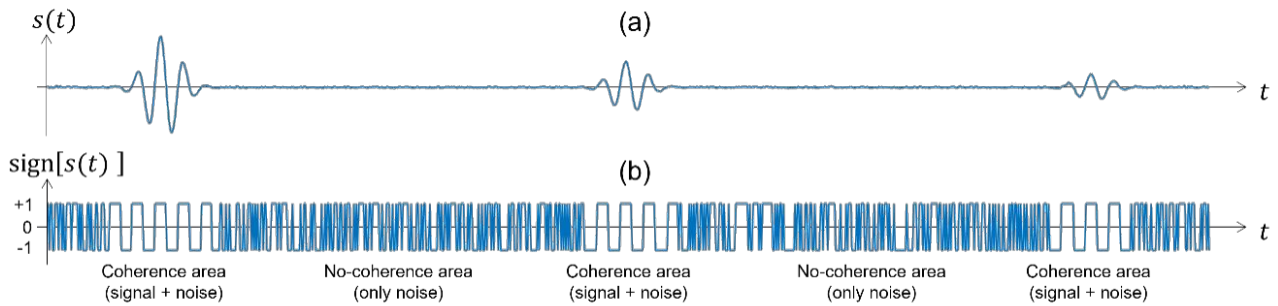 s(t)
(a)
t
sign[s(t) ]
(b)
+1
0
-1
t
Coherence area
(signal + noise)
No-coherence area
(only noise)
Coherence area
(signal + noise)
No-coherence area
(only noise)
Coherence area
(signal + noise)